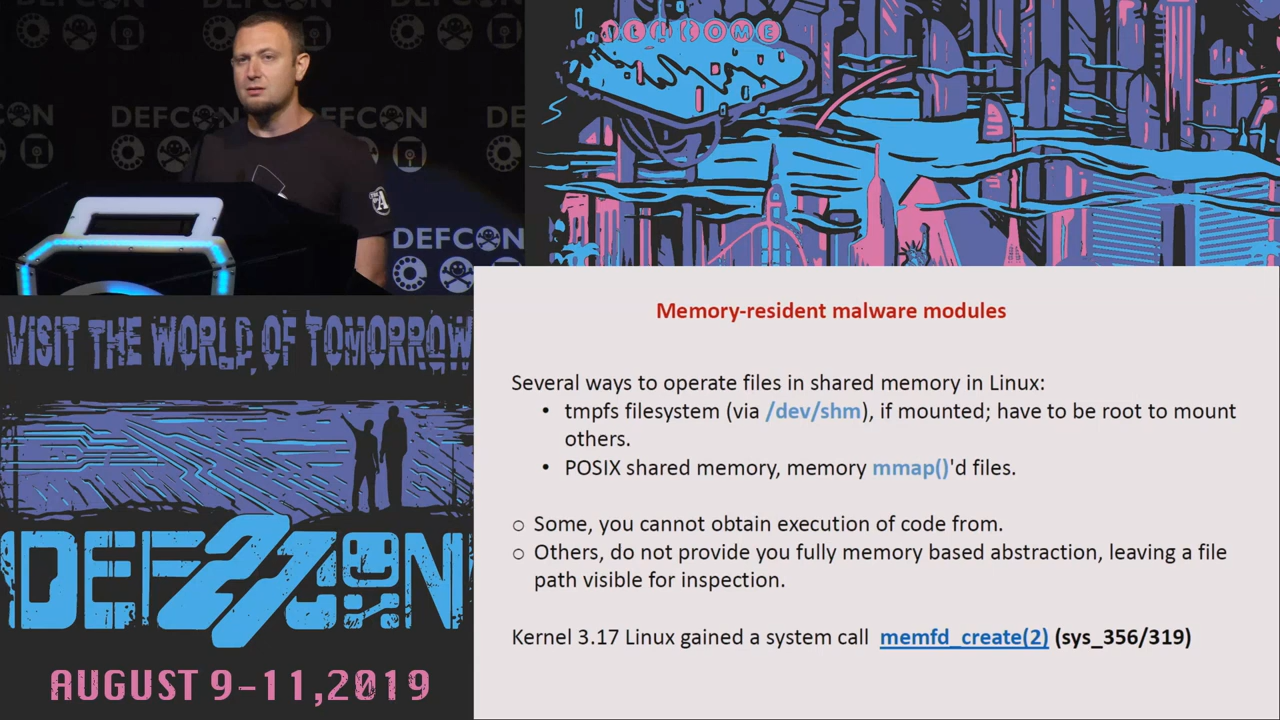 WELCOME
DEFCON
DEFCON
DEFCON
VISIT THE WORLD OF TOMORROW
DEF27CON
AUGUST 9-11,2019
Memory-resident malware modules
Several ways to operate files in shared memory in Linux:
• tmpfs filesystem (via /dev/shm), if mounted; have to be root to mount
others.
• POSIX shared memory, memory mmap()'d files.
○ Some, you cannot obtain execution of code from.
○ Others, do not provide you fully memory based abstraction, leaving a file
path visible for inspection.
Kernel 3.17 Linux gained a system call memfd_create(2) (sys_356/319)